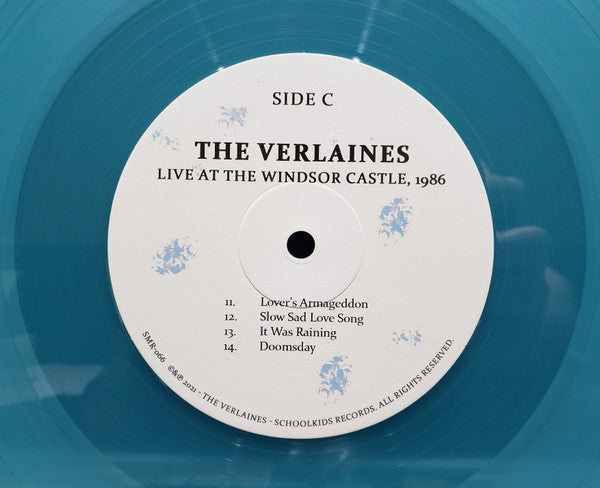 SIDE C
THE VERLAINES
LIVE AT THE WINDSOR CASTLE, 1986
11. Lover's Armageddon
12. Slow Sad Love Song
13. It Was Raining
14. Doomsday
SMR-066 ©&℗ 2021 - THE VERLAINES - SCHOOLKIDS RECORDS. ALL RIGHTS RESERVED.